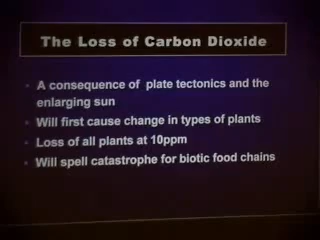 The Loss of Carbon Dioxide
A consequence of plate tectonics and the
enlarging sun
Will first cause change in types of plants
Loss of all plants at 10ppm
Will spell catastrophe for biotic food chains